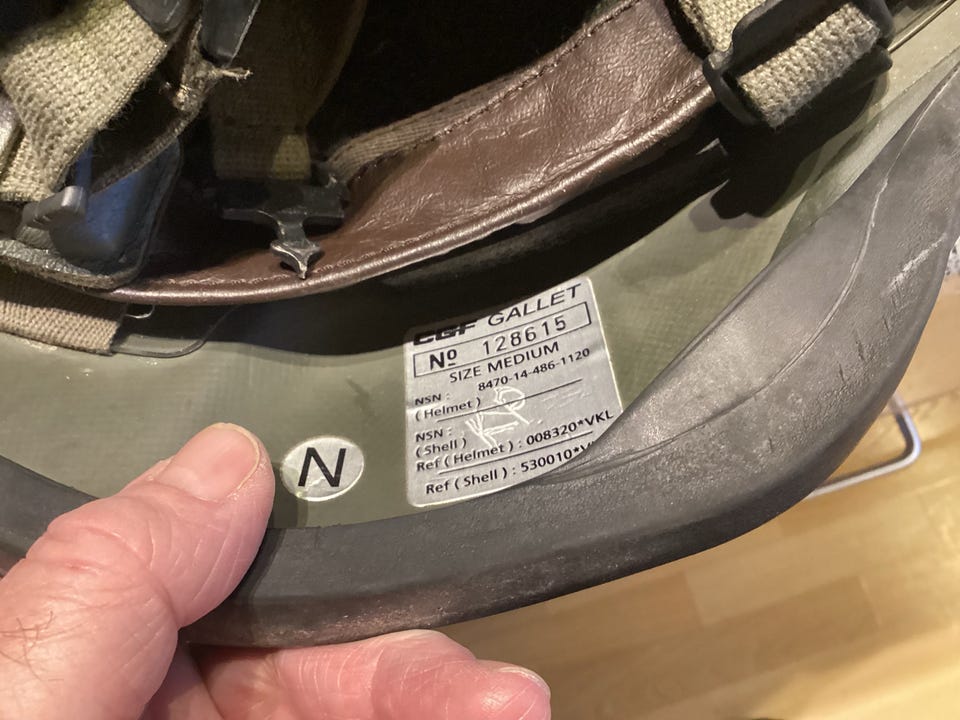 CGF GALLET
No 128615
SIZE MEDIUM
NSN : 8470-14-486-1120
(Helmet)
NSN :
(Shell)
Ref (Helmet) : 008320*VKL
Ref (Shell) : 530010*V
N